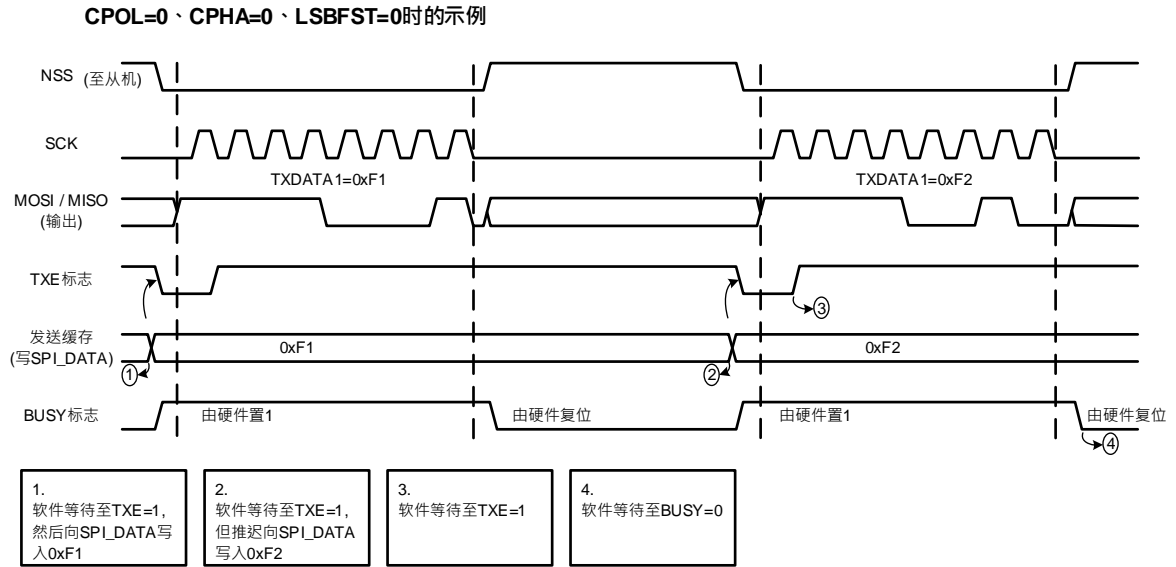 CPOL=0、CPHA=0、LSBFST=0时的示例
NSS (至从机)
SCK
TXDATA1=0xF1
TXDATA1=0xF2
MOSI / MISO
(输出)
TXE标志
③
发送缓存
(写SPI_DATA)
0xF1
0xF2
①
②
BUSY标志
由硬件置1
由硬件复位
由硬件置1
由硬件复位
④
1.
软件等待至TXE=1,
然后向SPI_DATA写
入0xF1
2.
软件等待至TXE=1,
但推迟向SPI_DATA
写入0xF2
3.
软件等待至TXE=1
4.
软件等待至BUSY=0